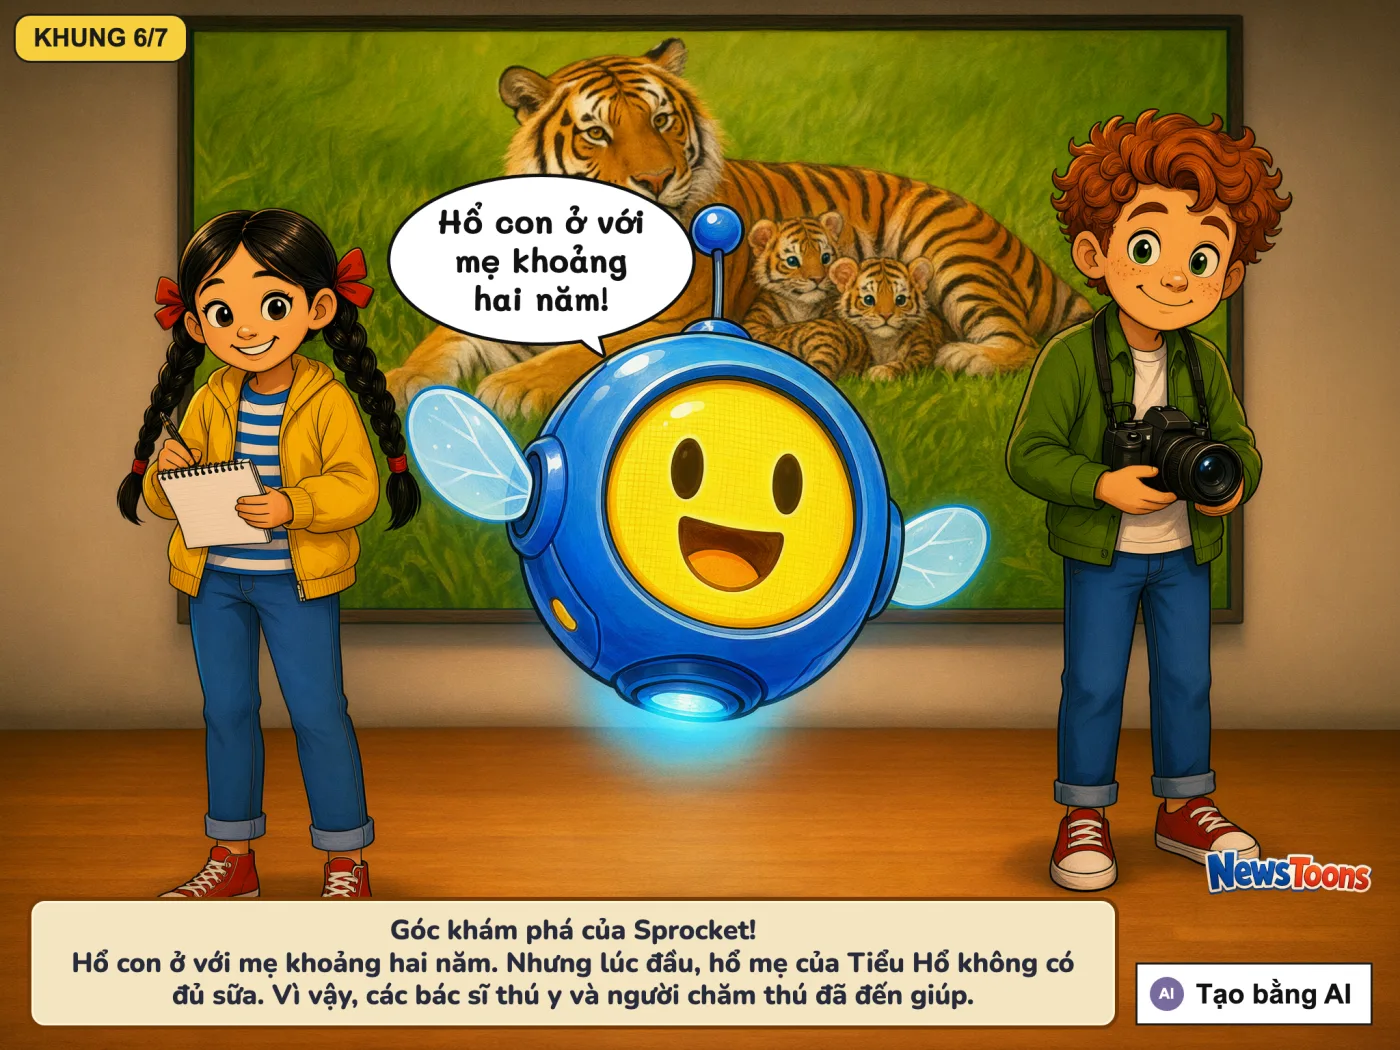 KHUNG 6/7
Hổ con ở với
mẹ khoảng
hai năm!
NewsToons
Góc khám phá của Sprocket!
Hổ con ở với mẹ khoảng hai năm. Nhưng lúc đầu, hổ mẹ của Tiểu Hổ không có
đủ sữa. Vì vậy, các bác sĩ thú y và người chăm thú đã đến giúp.
AI Tạo bằng AI